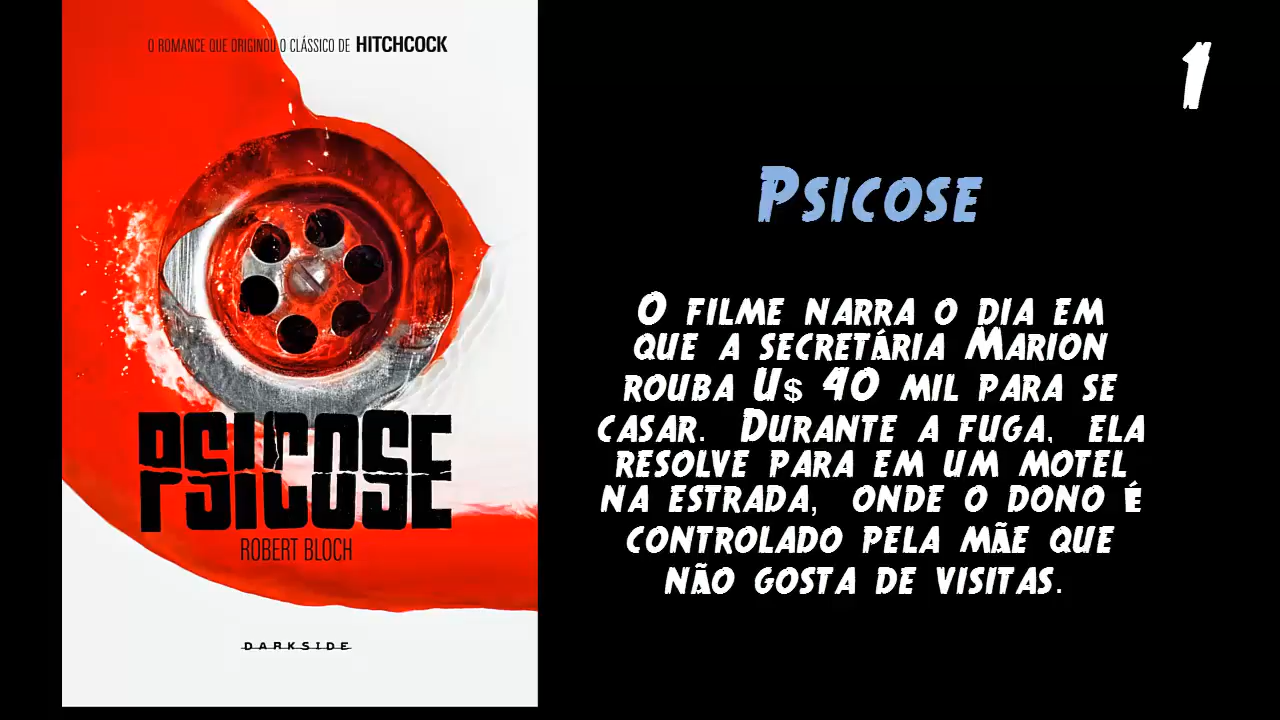 O ROMANCE QUE ORIGINOU O CLÁSSICO DE HITCHCOCK
PSICOSE
ROBERT BLOCH
DARKSIDE
1
PSICOSE
O FILME NARRA O DIA EM
QUE A SECRETÁRIA MARION
ROUBA U$ 40 MIL PARA SE
CASAR. DURANTE A FUGA, ELA
RESOLVE PARA EM UM MOTEL
NA ESTRADA, ONDE O DONO É
CONTROLADO PELA MÃE QUE
NÃO GOSTA DE VISITAS.